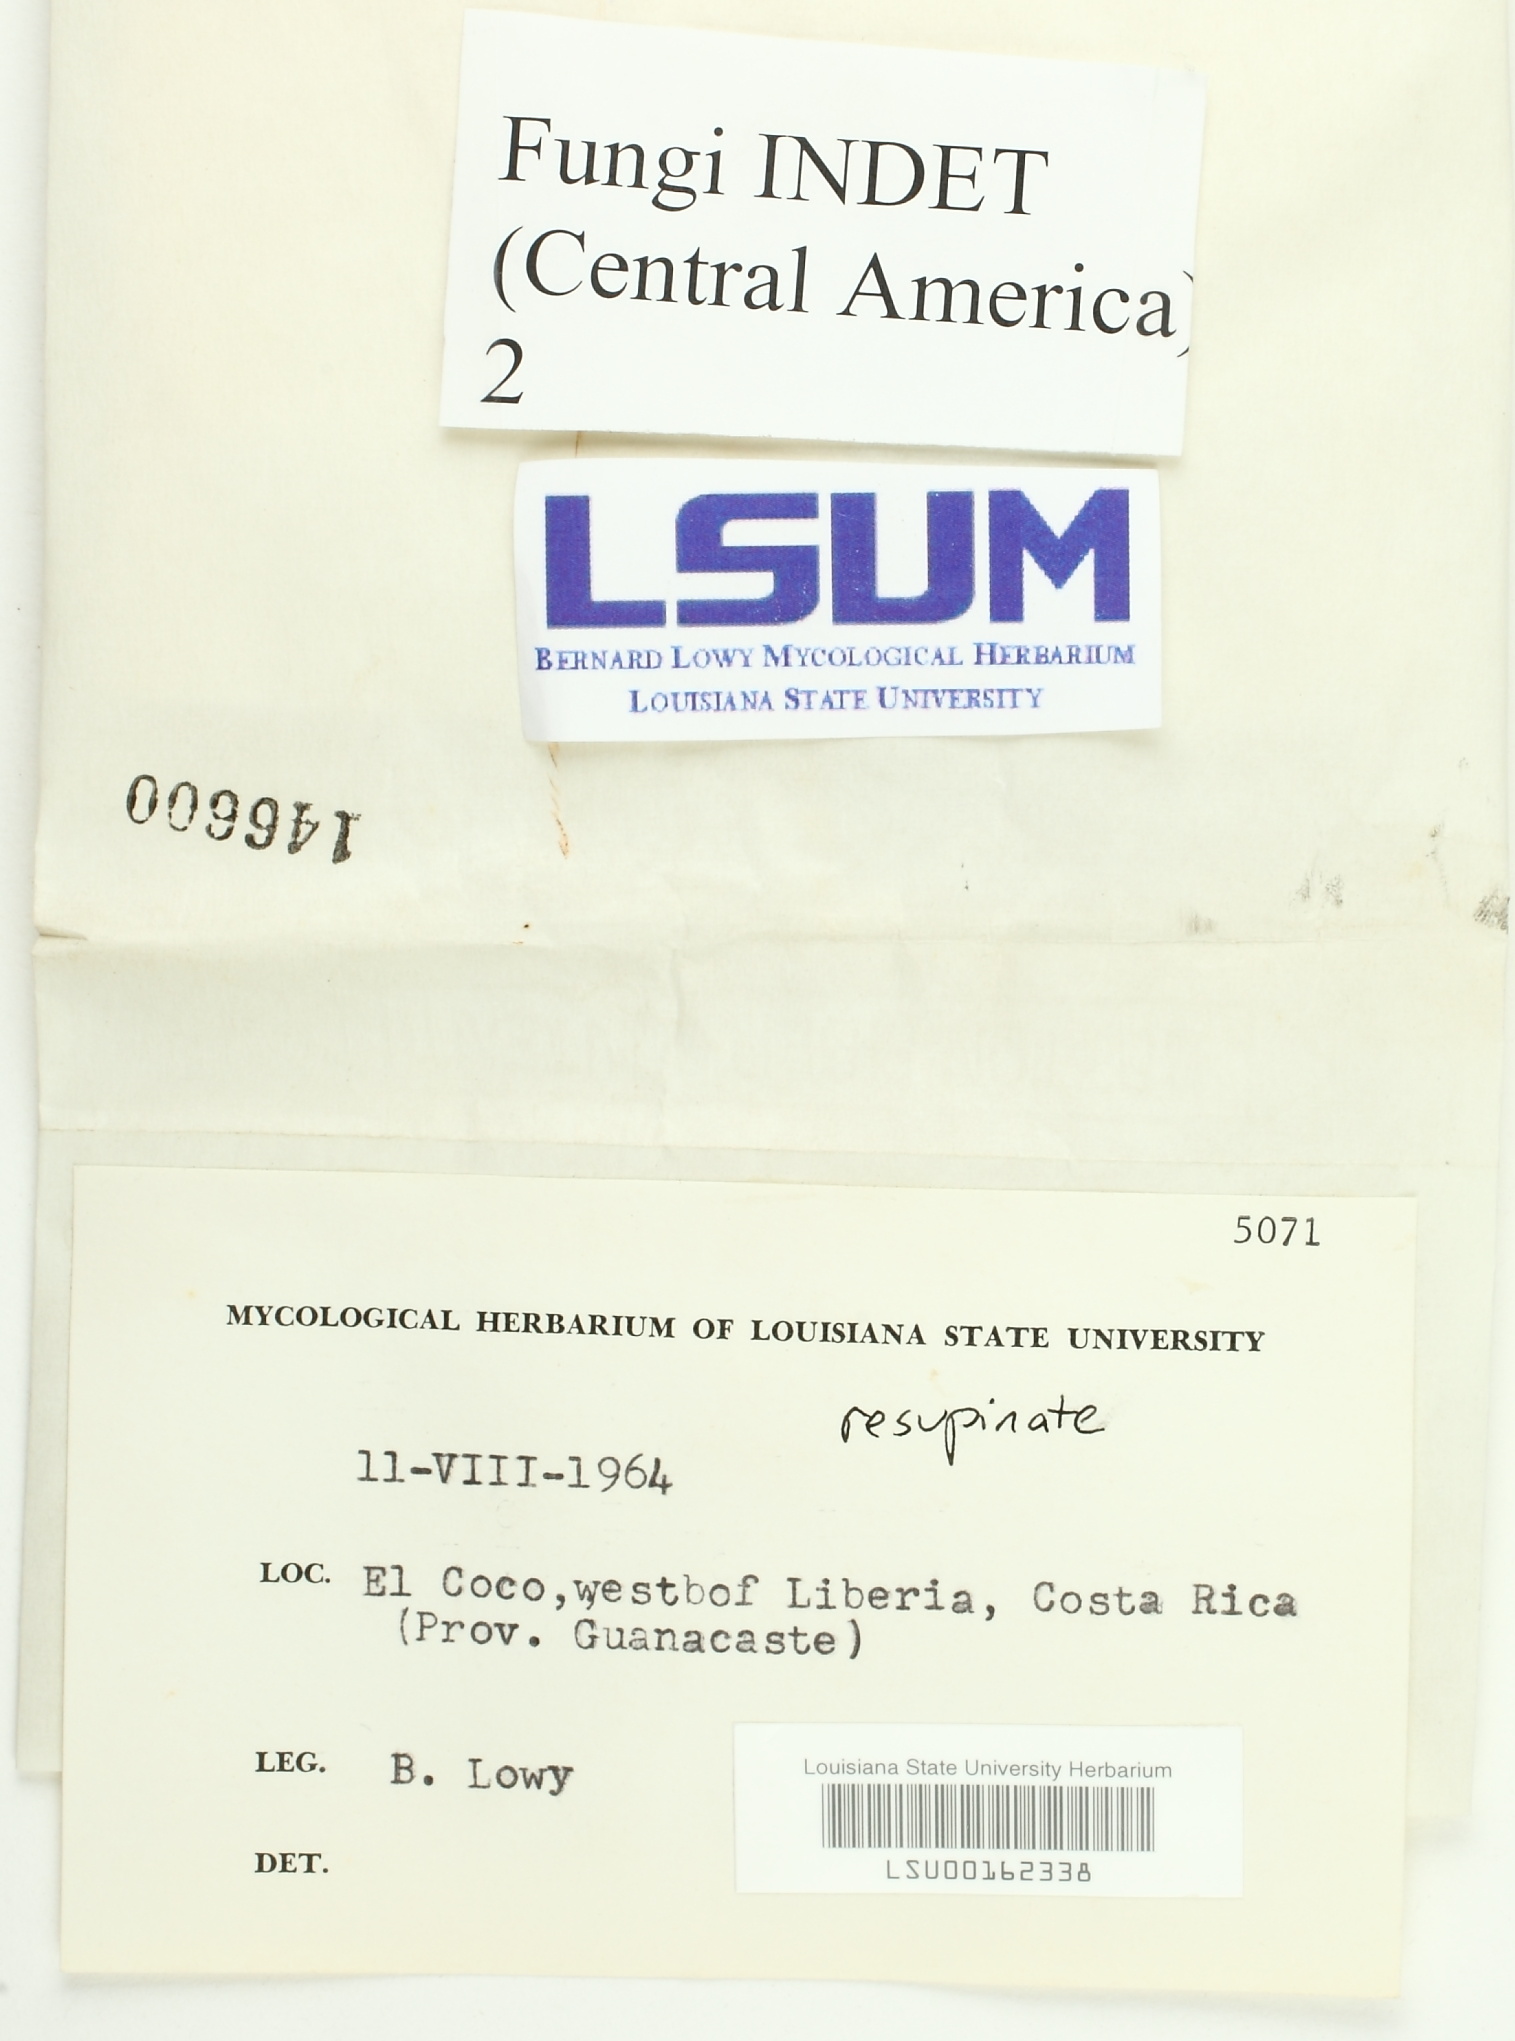 Fungi INDET
(Central America)
2
LSUM
BERNARD LOWY MYCOLOGICAL HERBARIUM
LOUISIANA STATE UNIVERSITY
146600
5071
MYCOLOGICAL HERBARIUM OF LOUISIANA STATE UNIVERSITY
resupinate
11-VIII-1964
LOC. El Coco,westbof Liberia, Costa Rica
(Prov. Guanacaste)
LEG. B. Lowy
Louisiana State University Herbarium
LSU00162338
DET.